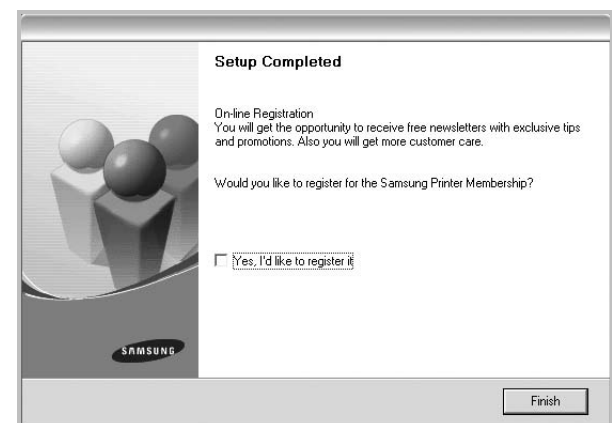 Setup Completed
On-line Registration
You will get the opportunity to receive free newsletters with exclusive tips
and promotions. Also you will get more customer care.
Would you like to register for the Samsung Printer Membership?
Yes, I'd like to register it
SAMSUNG
Finish